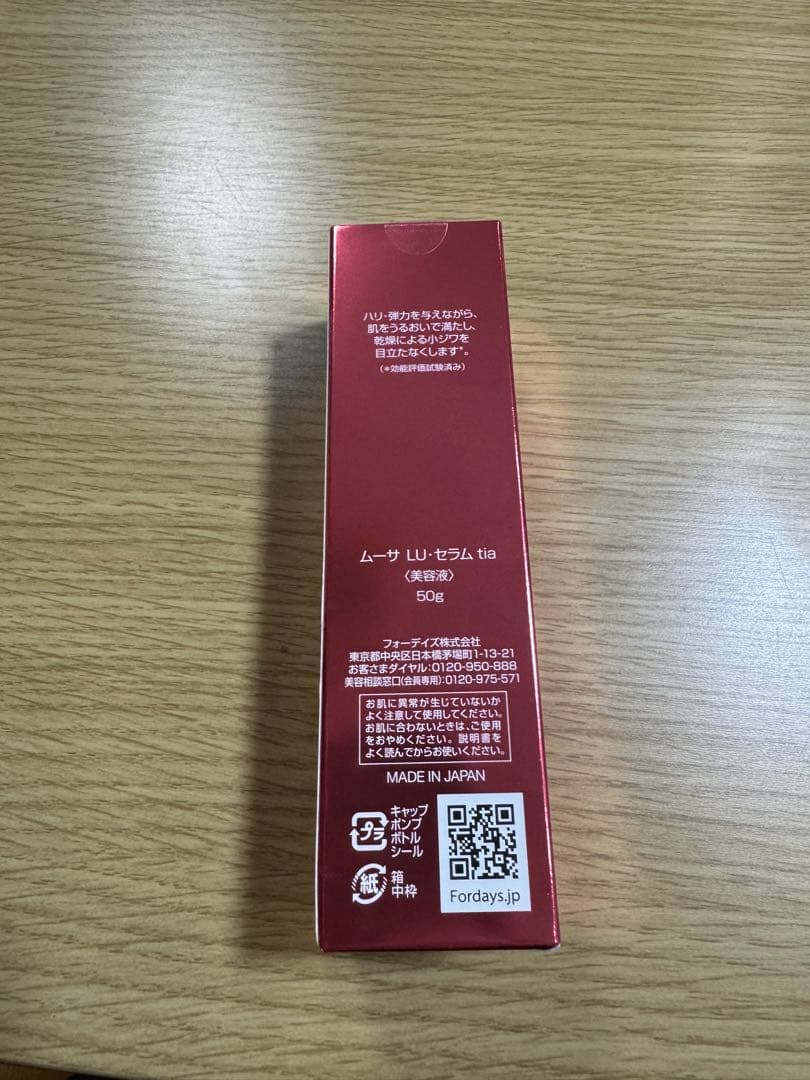 ハリ・弾力を与えながら、
肌をうるおいで満たし、
乾燥による小ジワを
目立たなくします*。
(*効能評価試験済み)
ムーサ LU・セラム tia
〈美容液〉
50g
フォーデイズ株式会社
東京都中央区日本橋茅場町1-13-21
お客さまダイヤル:0120-950-888
美容相談窓口(会員専用):0120-975-571
お肌に異常が生じていないか
よく注意して使用してください。
お肌に合わないときは、ご使用
をおやめください。説明書を
よく読んでからお使いください。
MADE IN JAPAN
プラ
キャップ
ポンプ
ボトル
シール
紙
箱
中枠
Fordays.jp